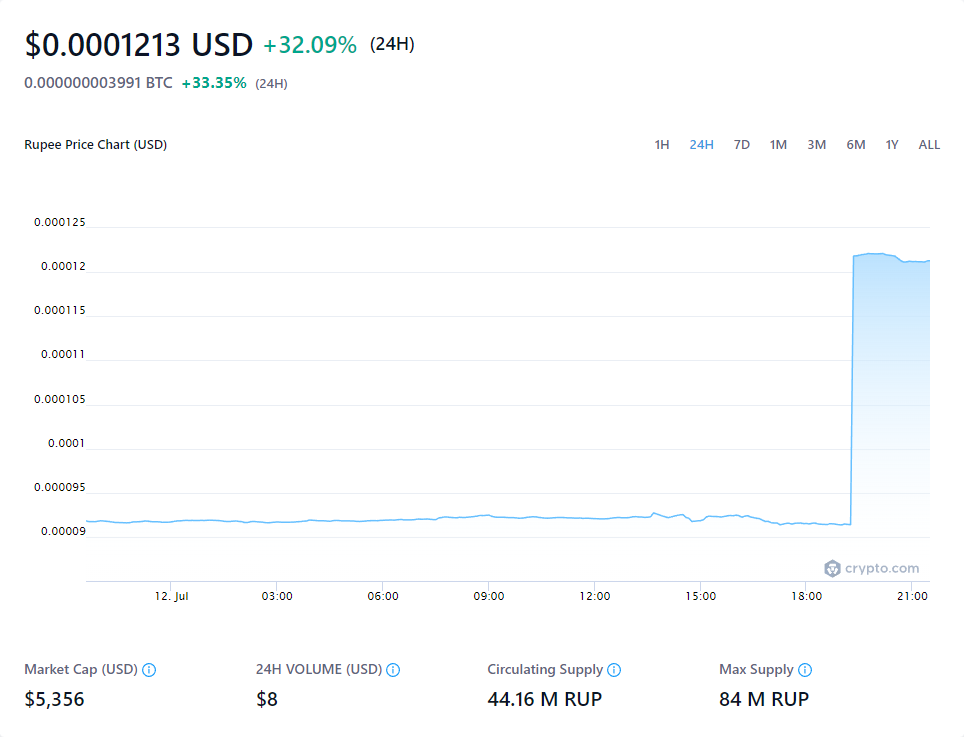 $0.0001213 USD +32.09% (24H)
0.000000003991 BTC +33.35% (24H)
Rupee Price Chart (USD) 1H 24H 7D 1M 3M 6M 1Y ALL
0.000125
0.00012
0.000115
0.00011
0.000105
0.0001
0.000095
0.00009
crypto.com
12. Jul 03:00 06:00 09:00 12:00 15:00 18:00 21:00
Market Cap (USD) 24H VOLUME (USD) Circulating Supply Max Supply
$5,356 $8 44.16 M RUP 84 M RUP